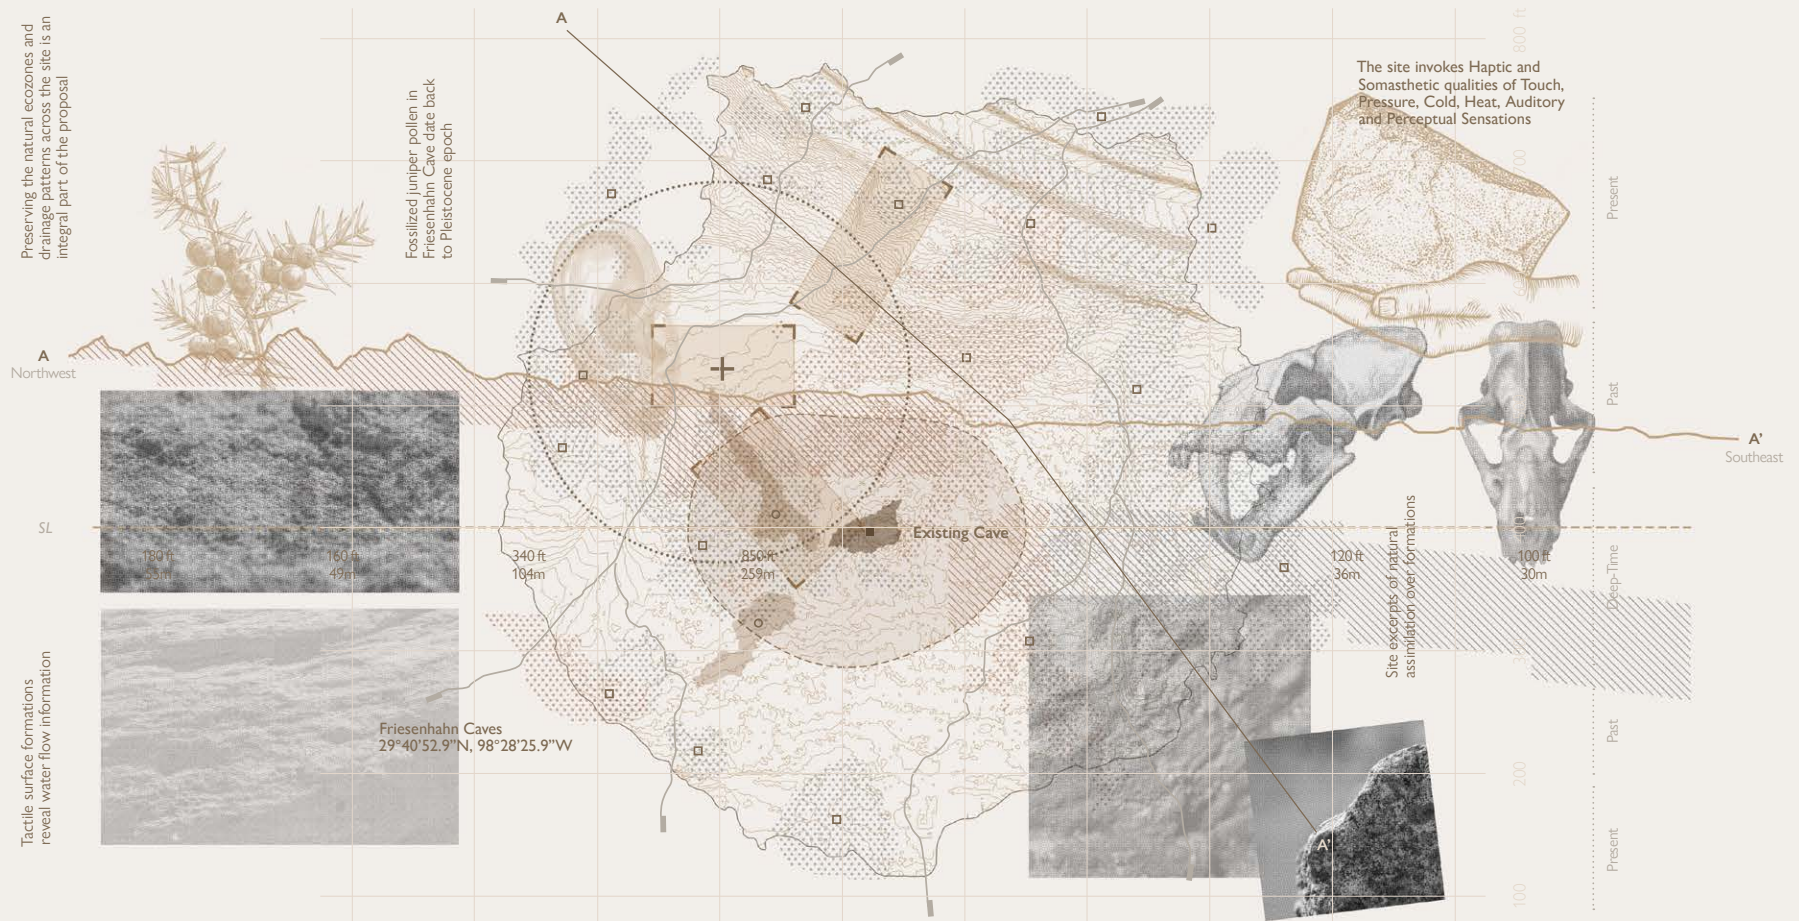 Preserving the natural ecozones and
drainage patterns across the site is an
integral part of the proposal
Fossilized juniper pollen in
Friesenhahn Cave date back
to Pleistocene epoch
A
The site invokes Haptic and
Somasthetic qualities of Touch,
Pressure, Cold, Heat, Auditory
and Perceptual Sensations
800 ft
Present
A
Northwest
Past
A'
Southeast
SL
Existing Cave
180 ft
55m
160 ft
49m
340 ft
104m
850 ft
259m
120 ft
36m
100 ft
30m
Deep-Time
Site excerpts of natural
assimilation over formations
Tactile surface formations
reveal water flow information
Friesenhahn Caves
29°40'52.9"N, 98°28'25.9"W
Past
200
Present
A'
100